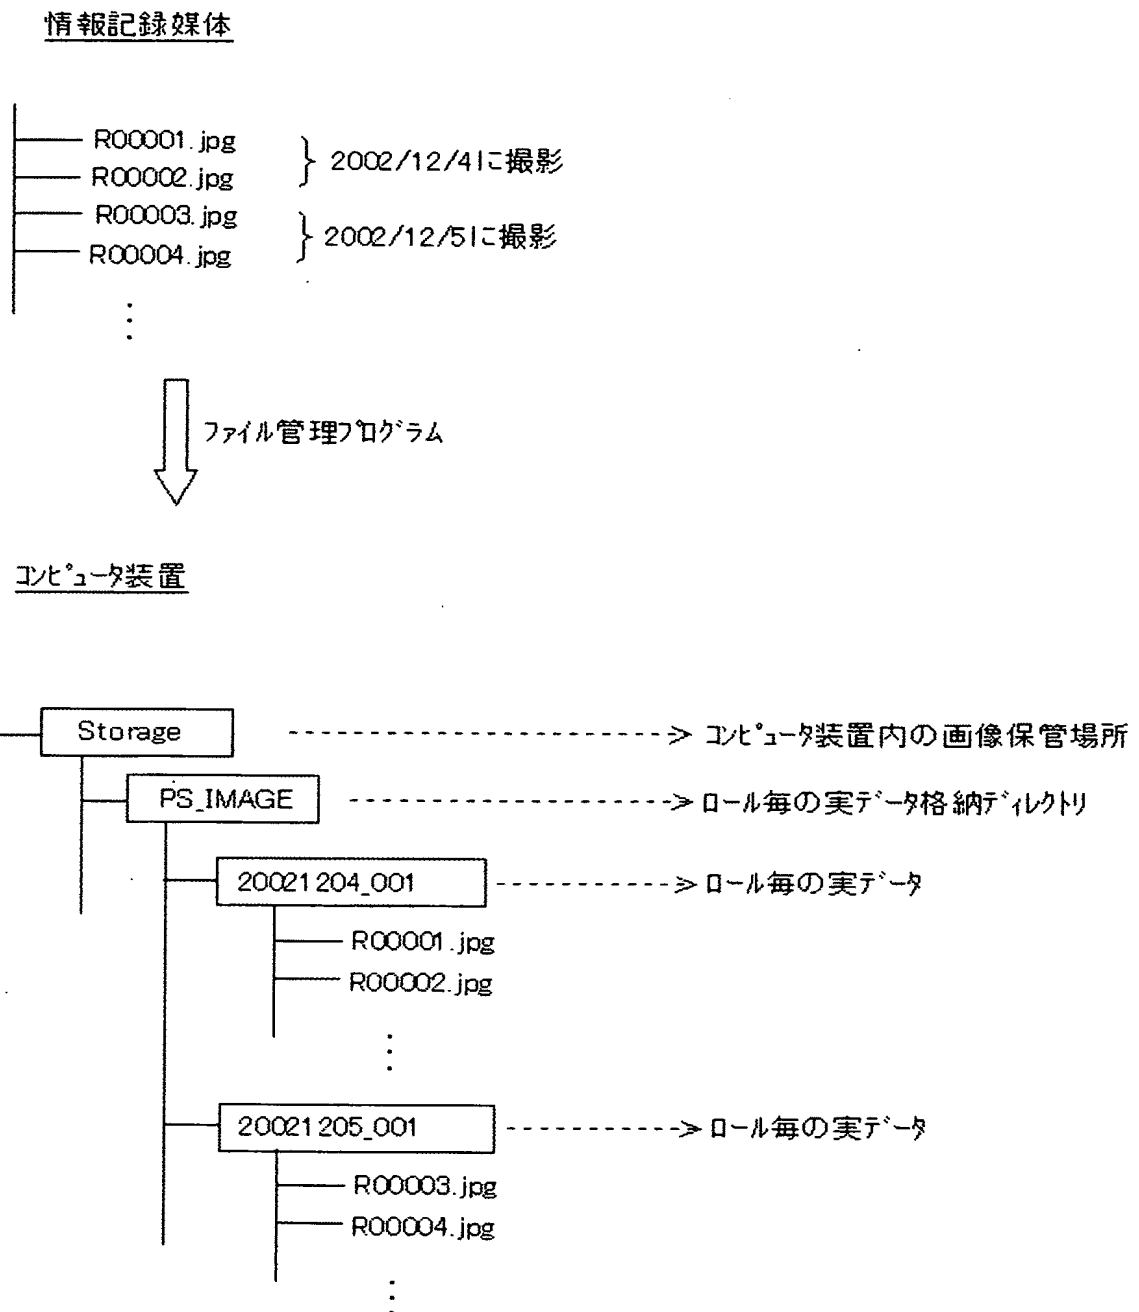 情報記録媒体
R00001.jpg
R00002.jpg
} 2002/12/4に撮影
R00003.jpg
R00004.jpg
} 2002/12/5に撮影
ファイル管理プログラム
コンピュータ装置
Storage
コンピュータ装置内の画像保管場所
PS_IMAGE
ロール毎の実データ格納ディレクトリ
20021204_001
ロール毎の実データ
R00001.jpg
R00002.jpg
20021205_001
ロール毎の実データ
R00003.jpg
R00004.jpg